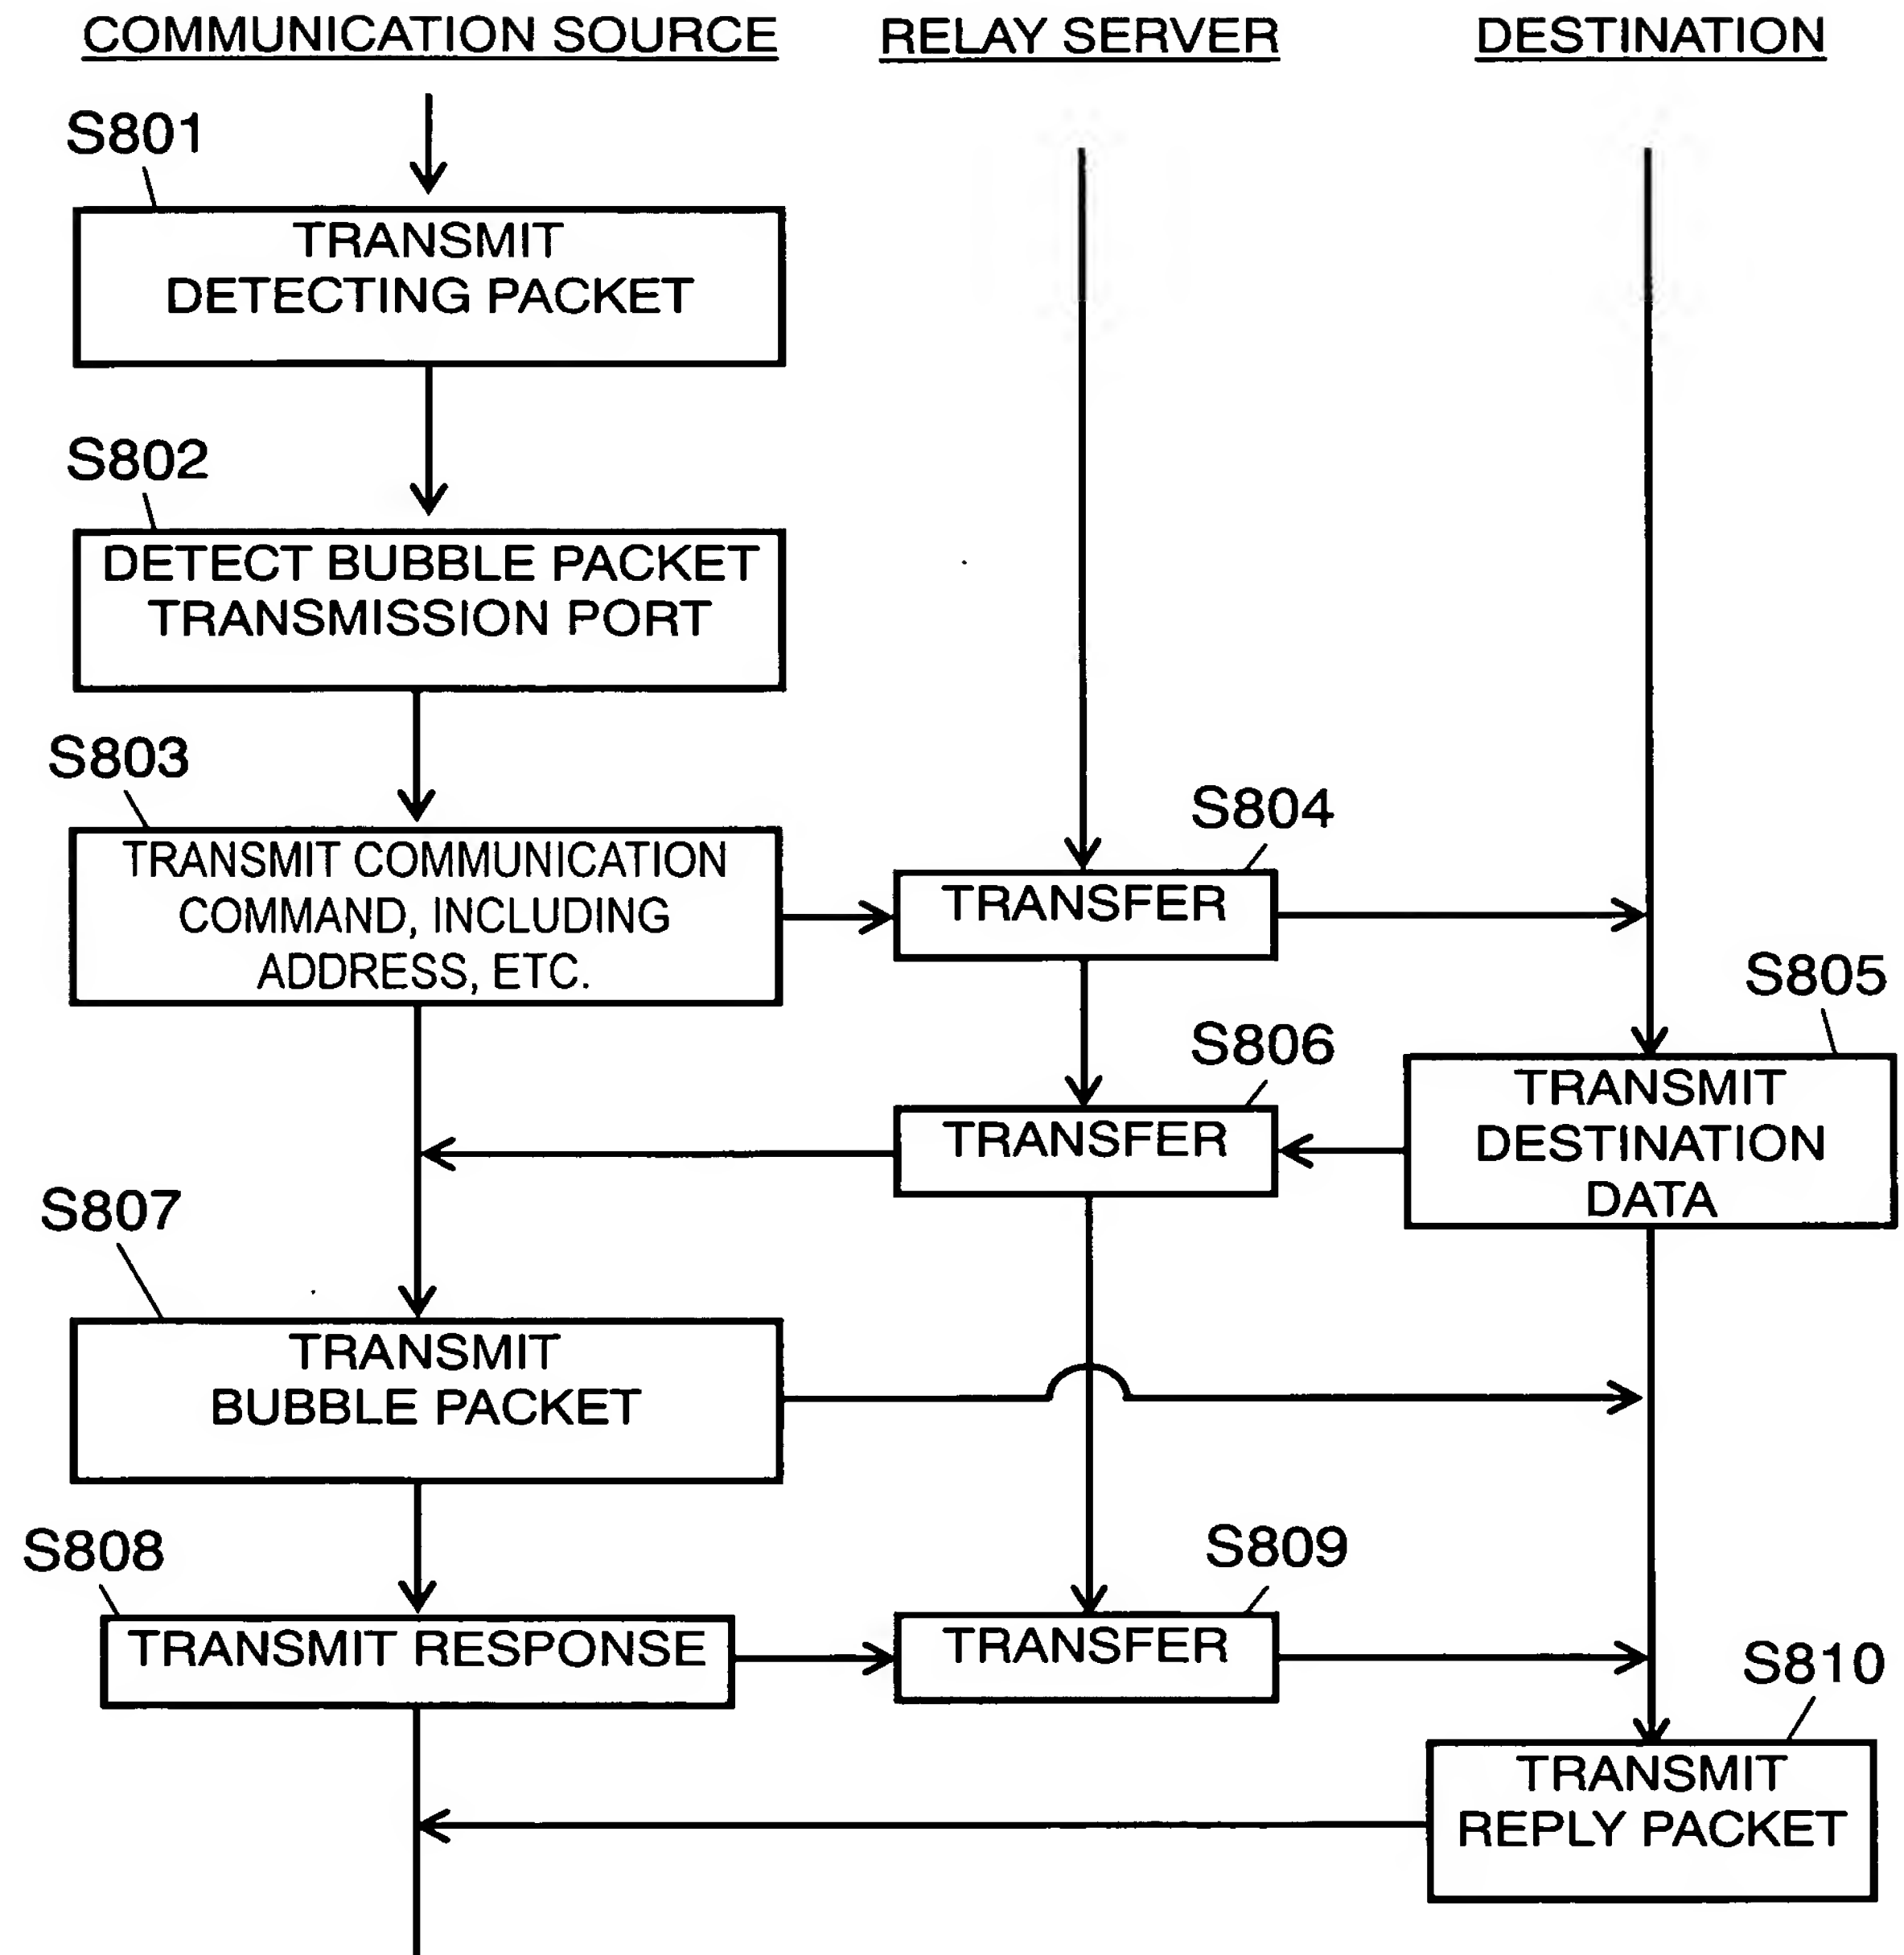 COMMUNICATION SOURCE
RELAY SERVER
DESTINATION
S801
TRANSMIT
DETECTING PACKET
S802
DETECT BUBBLE PACKET
TRANSMISSION PORT
S803
TRANSMIT COMMUNICATION
COMMAND, INCLUDING
ADDRESS, ETC.
S804
TRANSFER
S805
TRANSMIT
DESTINATION
DATA
S806
TRANSFER
S807
TRANSMIT
BUBBLE PACKET
S808
TRANSMIT RESPONSE
S809
TRANSFER
S810
TRANSMIT
REPLY PACKET